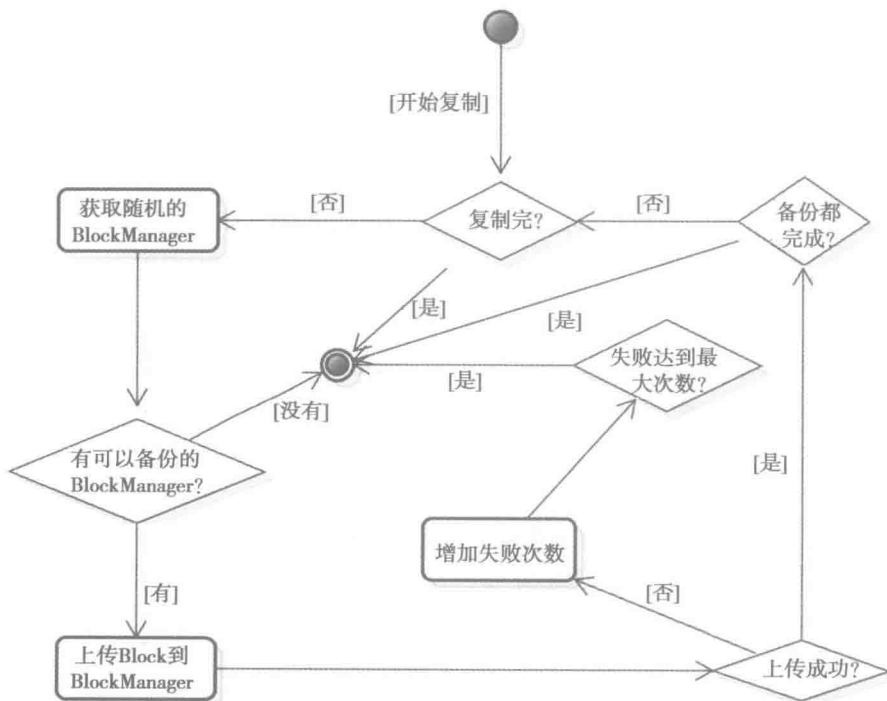 [开始复制]
获取随机的
BlockManager
[否]
复制完？
[否]
备份都
完成？
[是]
[是]
[是]
失败达到最
大次数？
[没有]
有可以备份的
BlockManager？
[是]
增加失败次数
[有]
[否]
上传Block到
BlockManager
上传成功？